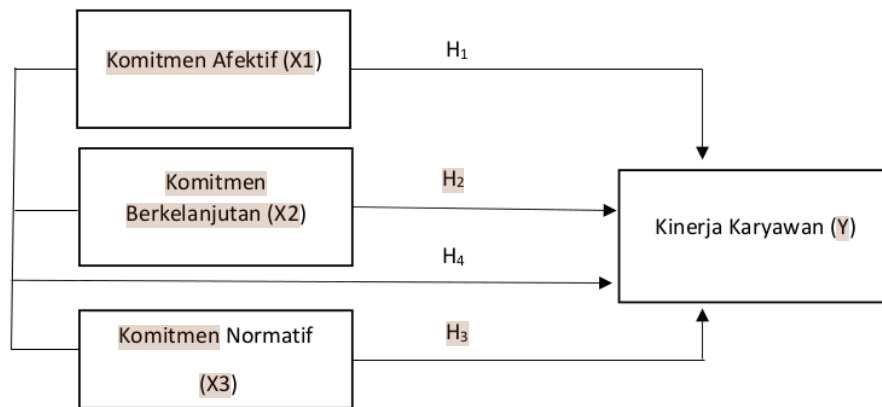 Komitmen Afektif (X1)
H₁
Komitmen
Berkelanjutan (X2)
H₂
Kinerja Karyawan (Y)
H₄
Komitmen Normatif
(X3)
H₃